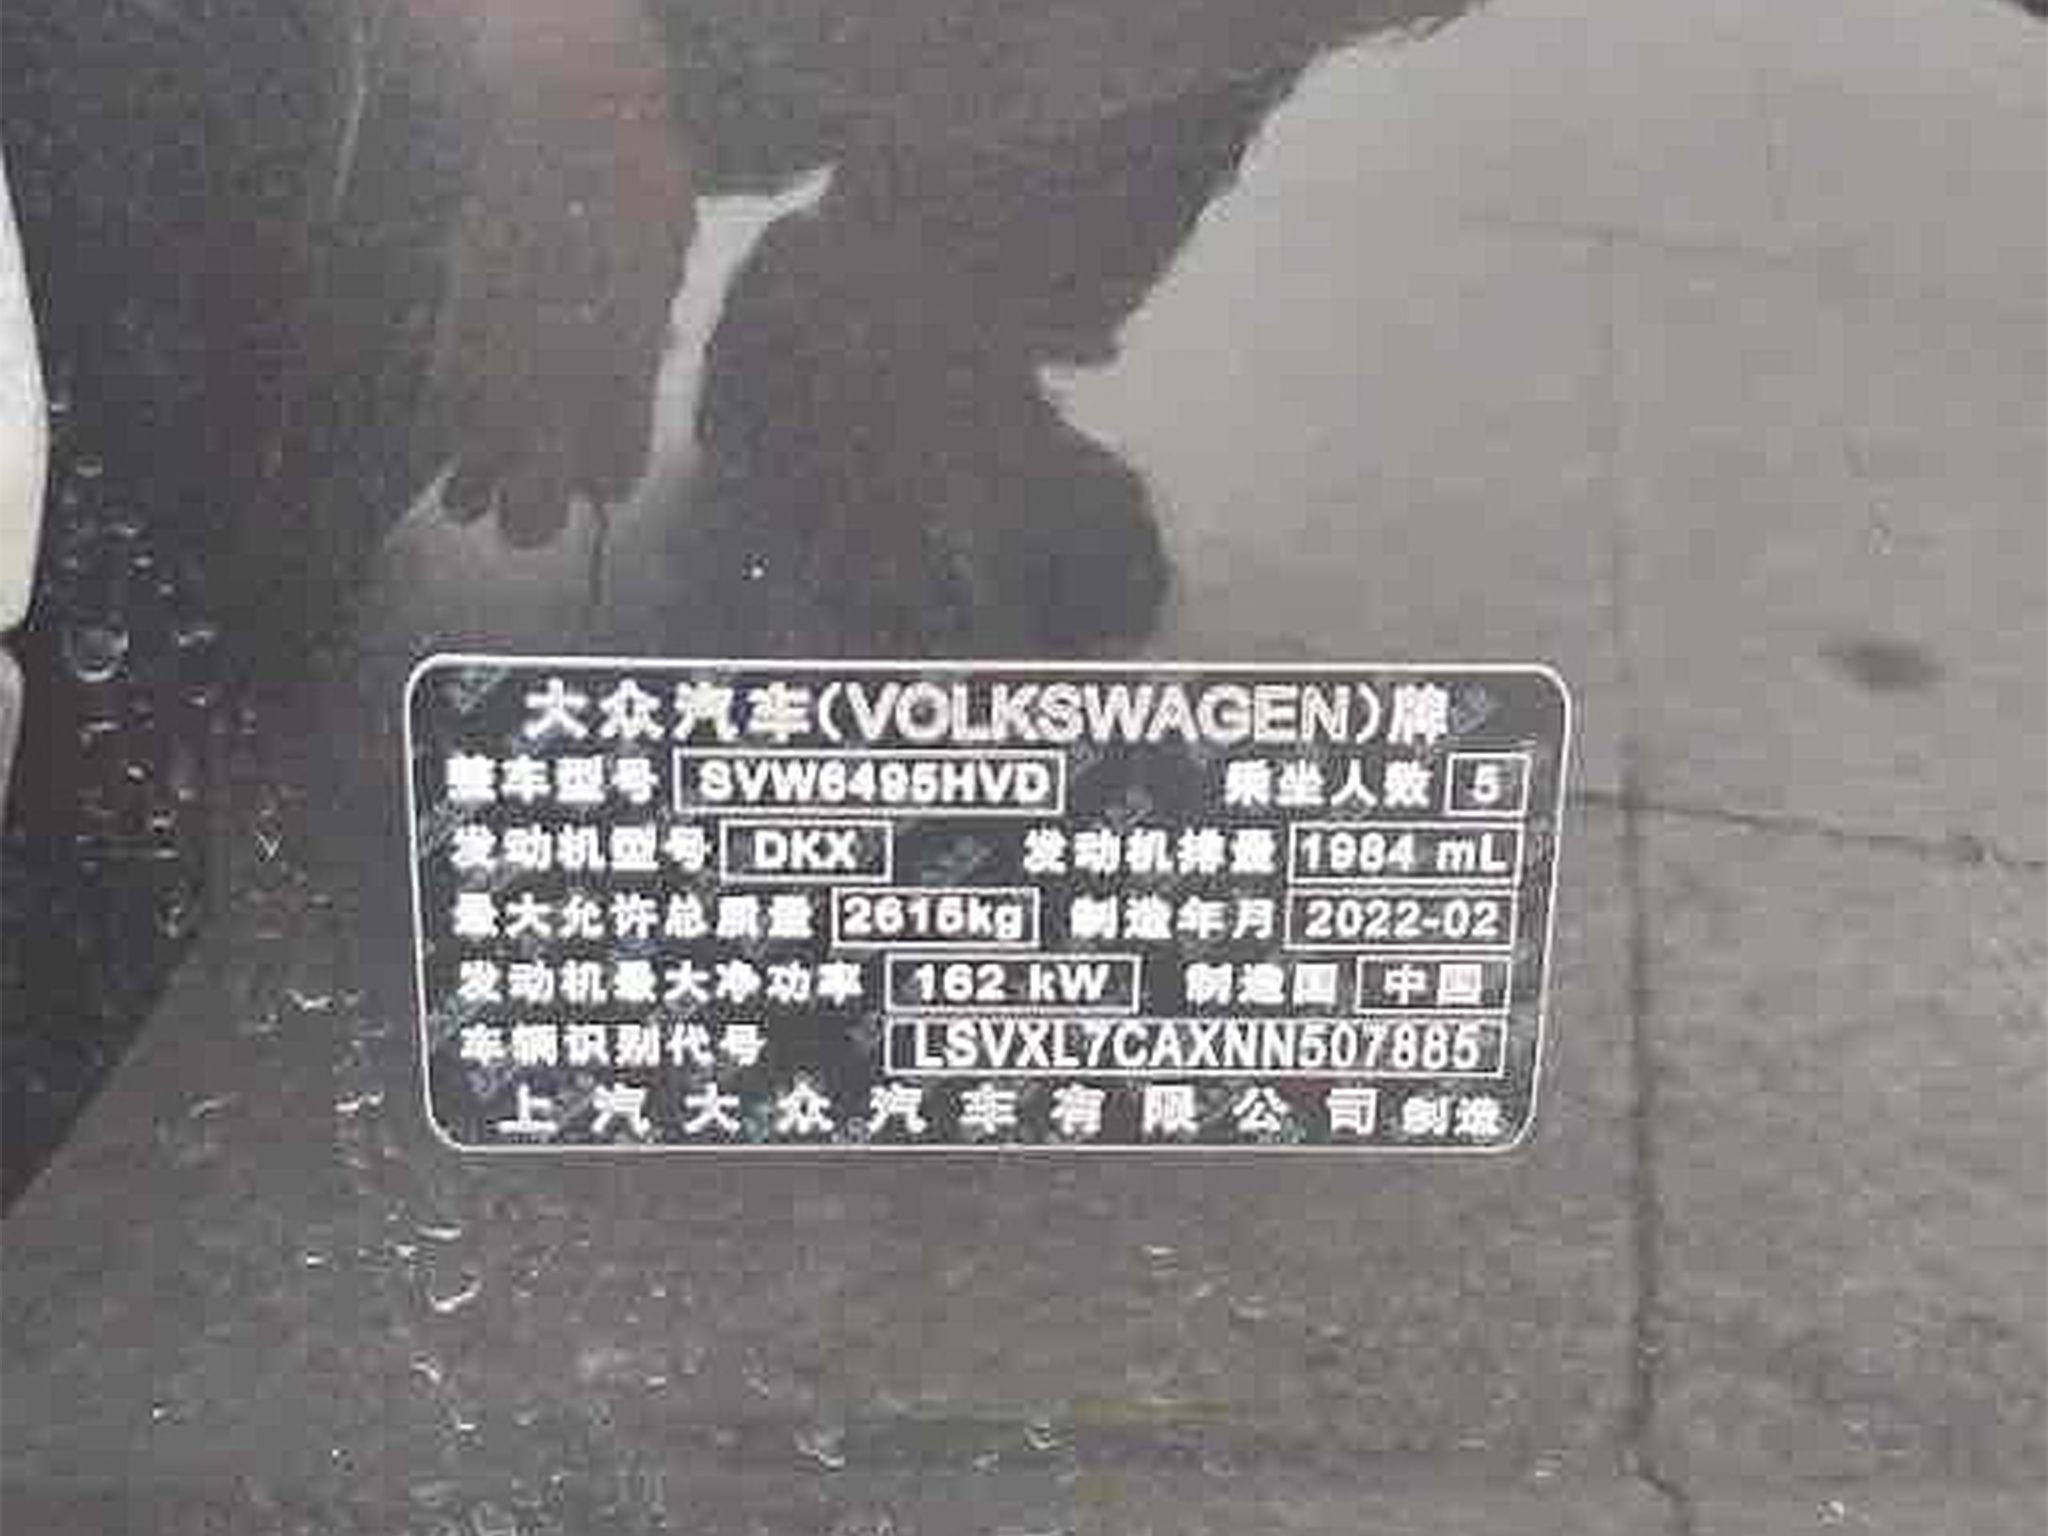 大众汽车(VOLKSWAGEN)牌
整车型号 SVW6495HVD 乘坐人数 5
发动机型号 DKX 发动机排量 1984 mL
最大允许总质量 2615kg 制造年月 2022-02
发动机最大净功率 162 kW 制造国 中国
车辆识别代号 LSVXL7CAXNN507885
上汽大众汽车有限公司制造